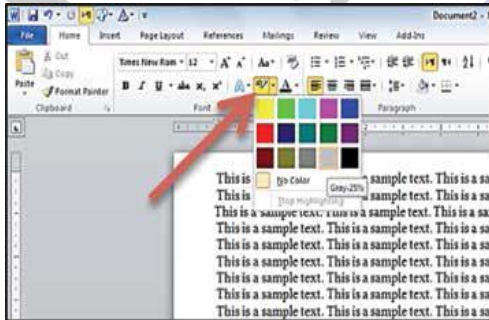 Document2 -
File Home Insert Page Layout References Mailings Review View Add-Ins
Cut
Copy
Paste
Format Painter
Times New Rom 12 A A Aa
B I U abc x, x² A ab A
Clipboard Font Paragraph
No Color
Gray-25%
Stop Highlighting
This is a sample text. This is a sa
This is a sample text. This is a sa
This is a sample text. This is a sample text. This is a sa
This is a sample text. This is a sample text. This is a sa
This is a sample text. This is a sample text. This is a sa
This is a sample text. This is a sample text. This is a sa
This is a sample text. This is a sample text. This is a sa
This is a sample text. This is a sample text. This is a sa
This is a sample text. This is a sample text. This is a sa